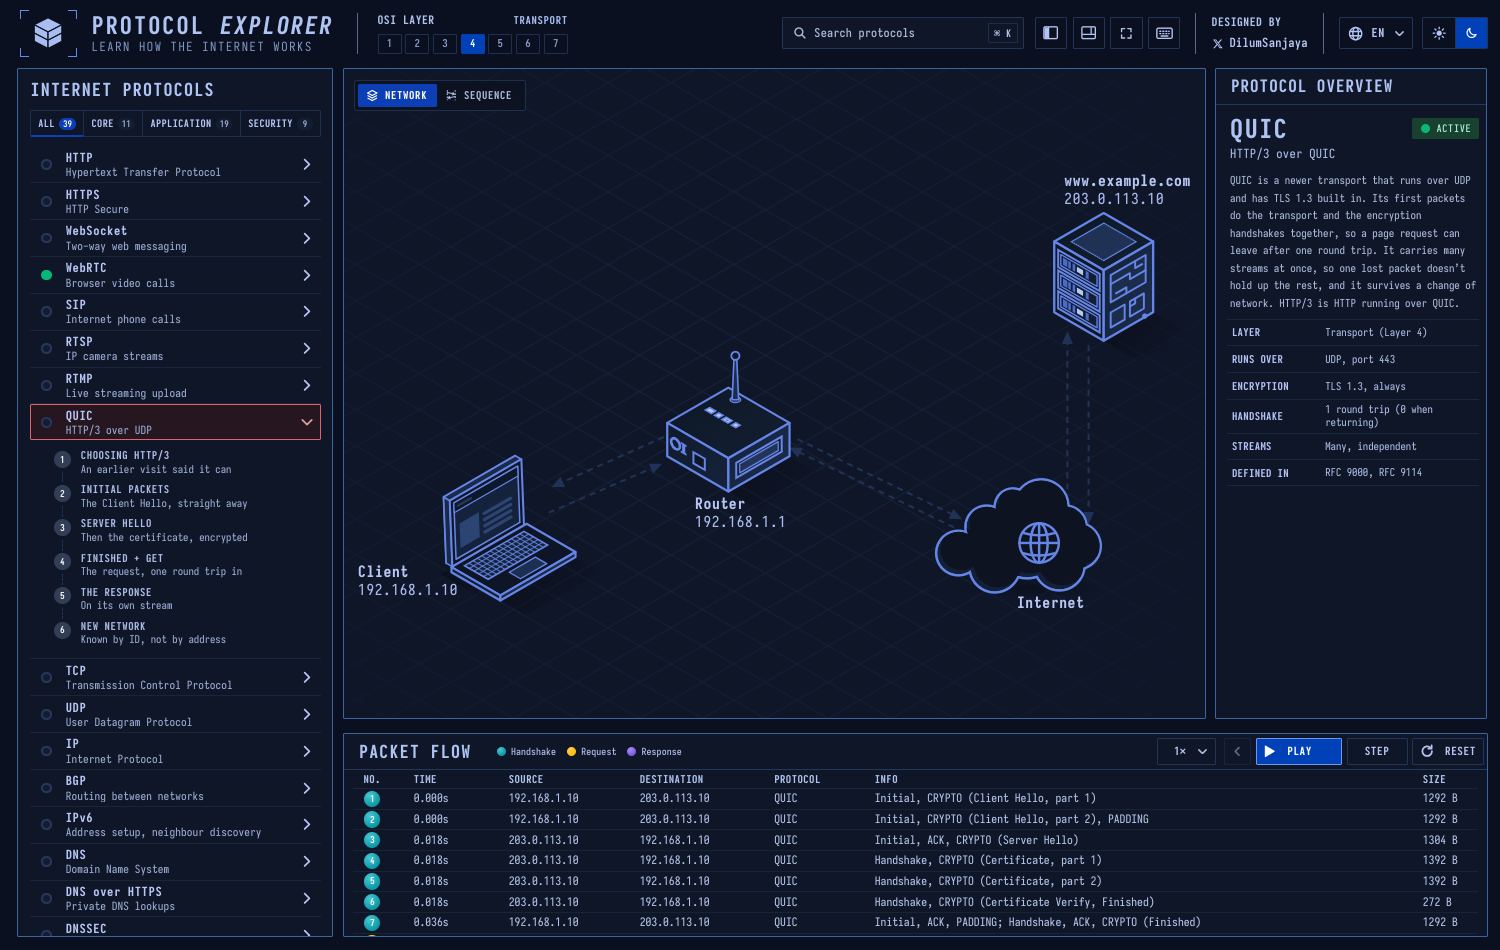 PROTOCOL EXPLORER
LEARN HOW THE INTERNET WORKS
OSI LAYER TRANSPORT
1 2 3 4 5 6 7
Search protocols ⌘ K
DESIGNED BY
DilumSanjaya
EN
INTERNET PROTOCOLS
ALL 39 CORE 11 APPLICATION 19 SECURITY 9
HTTP
Hypertext Transfer Protocol
HTTPS
HTTP Secure
WebSocket
Two-way web messaging
WebRTC
Browser video calls
SIP
Internet phone calls
RTSP
IP camera streams
RTMP
Live streaming upload
QUIC
HTTP/3 over UDP
1 CHOOSING HTTP/3
An earlier visit said it can
2 INITIAL PACKETS
The Client Hello, straight away
3 SERVER HELLO
Then the certificate, encrypted
4 FINISHED + GET
The request, one round trip in
5 THE RESPONSE
On its own stream
6 NEW NETWORK
Known by ID, not by address
TCP
Transmission Control Protocol
UDP
User Datagram Protocol
IP
Internet Protocol
BGP
Routing between networks
IPv6
Address setup, neighbour discovery
DNS
Domain Name System
DNS over HTTPS
Private DNS lookups
DNSSEC
NETWORK SEQUENCE
www.example.com
203.0.113.10
Router
192.168.1.1
Client
192.168.1.10
Internet
PROTOCOL OVERVIEW
QUIC ACTIVE
HTTP/3 over QUIC
QUIC is a newer transport that runs over UDP
and has TLS 1.3 built in. Its first packets
do the transport and the encryption
handshakes together, so a page request can
leave after one round trip. It carries many
streams at once, so one lost packet doesn't
hold up the rest, and it survives a change of
network. HTTP/3 is HTTP running over QUIC.
LAYER Transport (Layer 4)
RUNS OVER UDP, port 443
ENCRYPTION TLS 1.3, always
HANDSHAKE 1 round trip (0 when
returning)
STREAMS Many, independent
DEFINED IN RFC 9000, RFC 9114
PACKET FLOW Handshake Request Response 1× PLAY STEP RESET
NO. TIME SOURCE DESTINATION PROTOCOL INFO SIZE
1 0.000s 192.168.1.10 203.0.113.10 QUIC Initial, CRYPTO (Client Hello, part 1) 1292 B
2 0.000s 192.168.1.10 203.0.113.10 QUIC Initial, CRYPTO (Client Hello, part 2), PADDING 1292 B
3 0.018s 203.0.113.10 192.168.1.10 QUIC Initial, ACK, CRYPTO (Server Hello) 1304 B
4 0.018s 203.0.113.10 192.168.1.10 QUIC Handshake, CRYPTO (Certificate, part 1) 1392 B
5 0.018s 203.0.113.10 192.168.1.10 QUIC Handshake, CRYPTO (Certificate, part 2) 1392 B
6 0.018s 203.0.113.10 192.168.1.10 QUIC Handshake, CRYPTO (Certificate Verify, Finished) 272 B
7 0.036s 192.168.1.10 203.0.113.10 QUIC Initial, ACK, PADDING; Handshake, ACK, CRYPTO (Finished) 1292 B